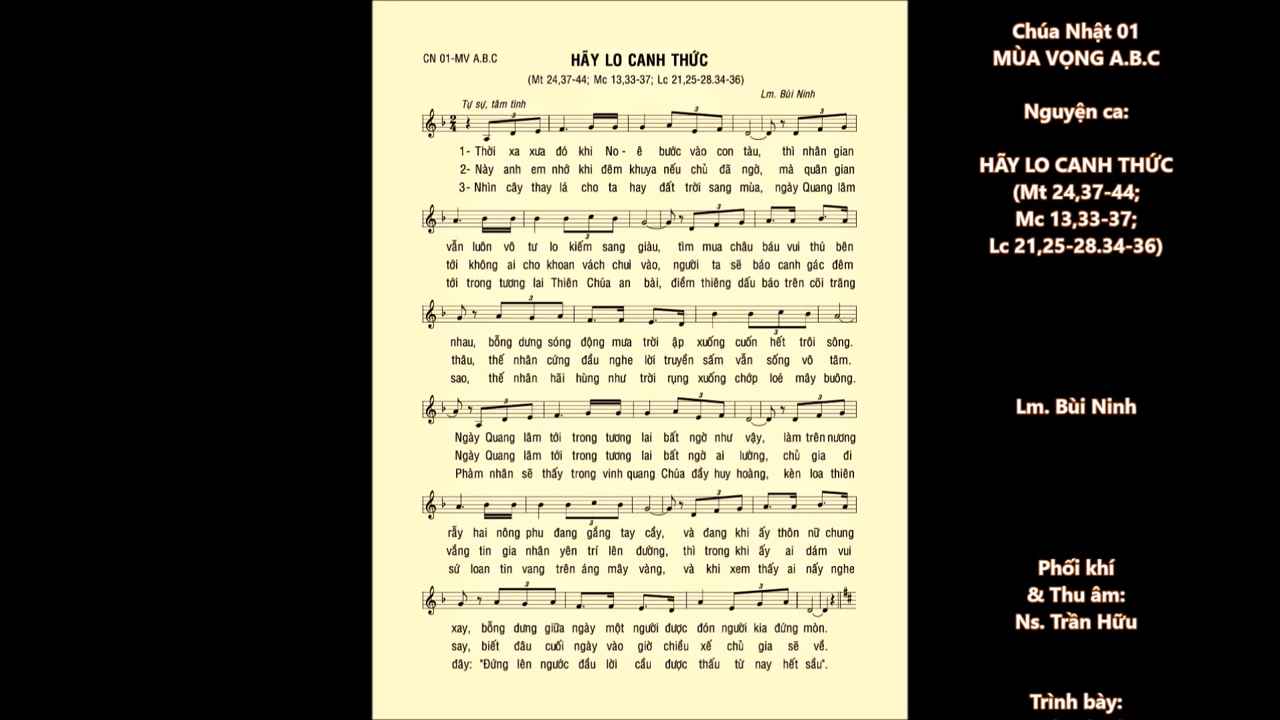 CN 01-MV A.B.C
HÃY LO CANH THỨC
(Mt 24,37-44; Mc 13,33-37; Lc 21,25-28.34-36)
Lm. Bùi Ninh
Tự sự, tâm tình
1- Thời xa xưa đó khi No - ê bước vào con tàu, thì nhân gian
2- Này anh em nhớ khi đêm khuya nếu chủ đã ngờ, mà quân gian
3- Nhìn cây thay lá cho ta hay đất trời sang mùa, ngày Quang lâm
vẫn luôn vô tư lo kiếm sang giàu, tìm mua châu báu vui thú bên
tới không ai cho khoan vách chui vào, người ta sẽ báo canh gác đêm
tới trong tương lai Thiên Chúa an bài, điềm thiêng dấu báo trên cõi trăng
nhau, bỗng dưng sóng động mưa trời ập xuống cuốn hết trôi sông.
thâu, thế nhân cứng đầu nghe lời truyền sấm vẫn sống vô tâm.
sao, thế nhân hãi hùng như trời rụng xuống chớp loé mây buông.
Ngày Quang lâm tới trong tương lai bất ngờ như vậy, làm trên nương
Ngày Quang lâm tới trong tương lai bất ngờ ai lường, chủ gia đi
Phàm nhân sẽ thấy trong vinh quang Chúa đầy huy hoàng, kèn loa thiên
rẫy hai nông phu đang gắng tay cầy, và đang khi ấy thôn nữ chung
vắng tin gia nhân yên trí lên đường, thì trong khi ấy ai dám vui
sứ loan tin vang trên áng mây vàng, và khi xem thấy ai nấy nghe
xay, bỗng dưng giữa ngày một người được đón người kia đứng mòn.
say, biết đâu cuối ngày vào giờ chiều xế chủ gia sẽ về.
đây: "Đứng lên ngước đầu lời cầu được thấu từ nay hết sầu".
Chúa Nhật 01
MÙA VỌNG A.B.C
Nguyện ca:
HÃY LO CANH THỨC
(Mt 24,37-44;
Mc 13,33-37;
Lc 21,25-28.34-36)
Lm. Bùi Ninh
Phối khí
& Thu âm:
Ns. Trần Hữu
Trình bày: